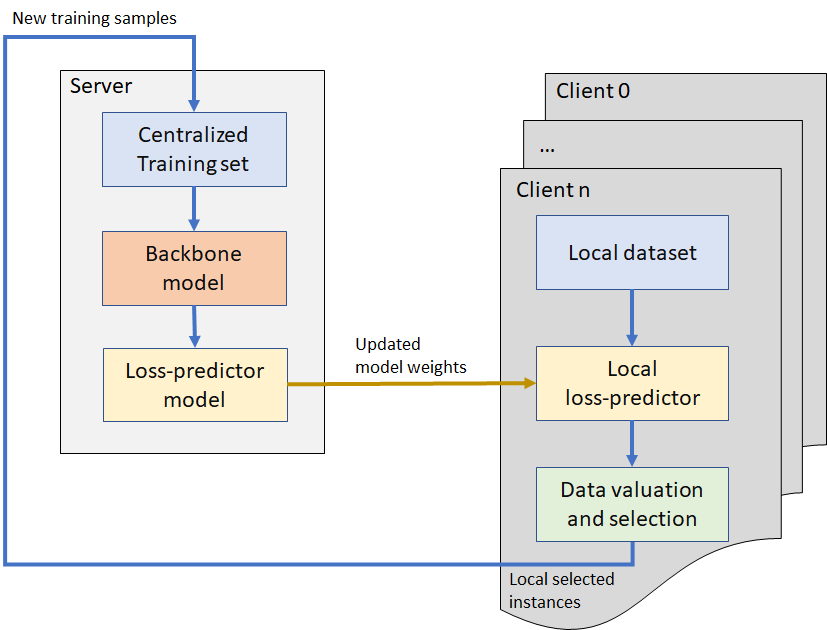 New training samples
Server
Centralized
Training set
Backbone
model
Loss-predictor
model
Updated
model weights
Client 0
...
Client n
Local dataset
Local
loss-predictor
Data valuation
and selection
Local selected
instances